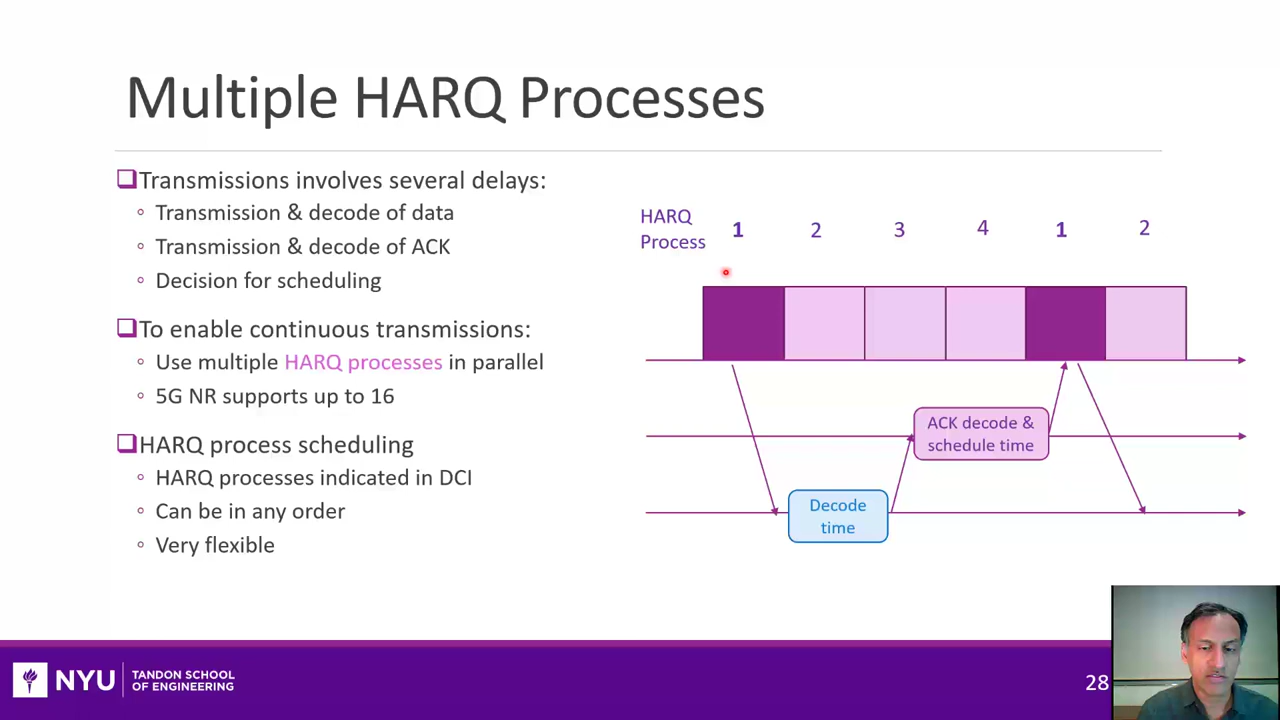 Multiple HARQ Processes
❑Transmissions involves several delays:
◦ Transmission & decode of data
◦ Transmission & decode of ACK
◦ Decision for scheduling
❑To enable continuous transmissions:
◦ Use multiple HARQ processes in parallel
◦ 5G NR supports up to 16
❑HARQ process scheduling
◦ HARQ processes indicated in DCI
◦ Can be in any order
◦ Very flexible
HARQ
Process
1 2 3 4 1 2
ACK decode &
schedule time
Decode
time
NYU
TANDON SCHOOL
OF ENGINEERING
28